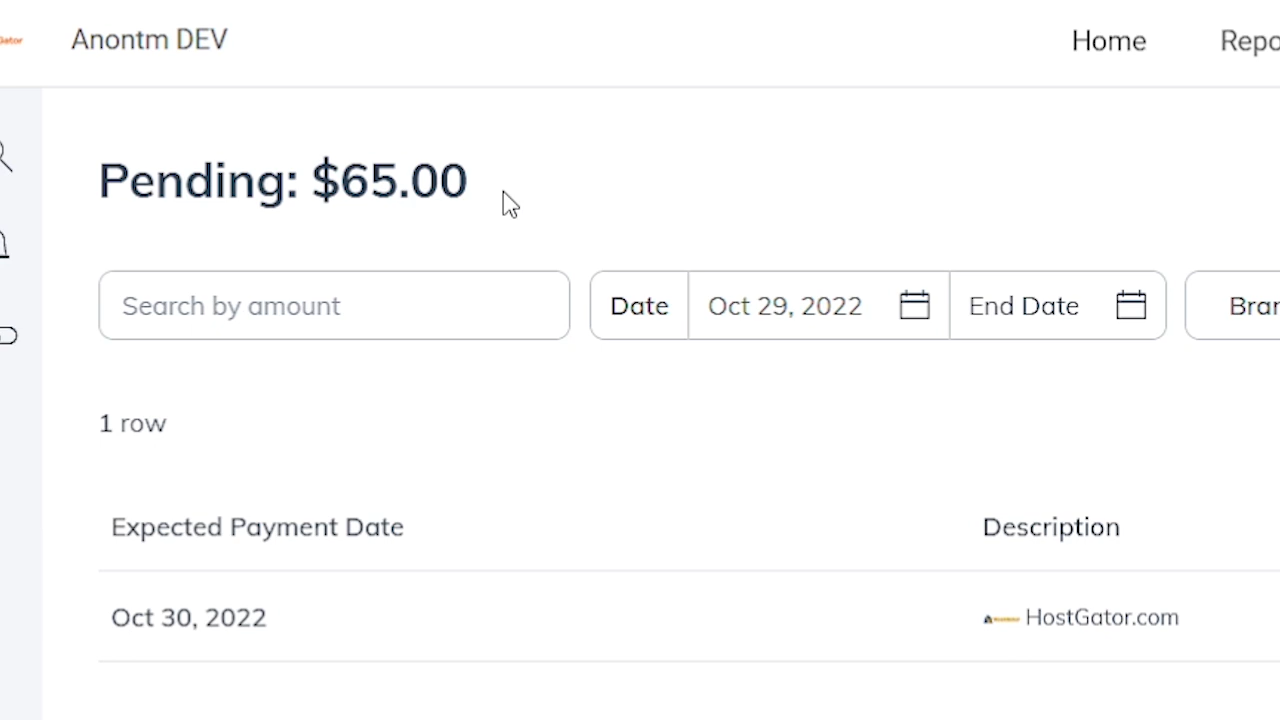 Anontm DEV
Home
Pending: $65.00
Search by amount
Date
Oct 29, 2022
End Date
1 row
Expected Payment Date
Description
Oct 30, 2022
HostGator.com